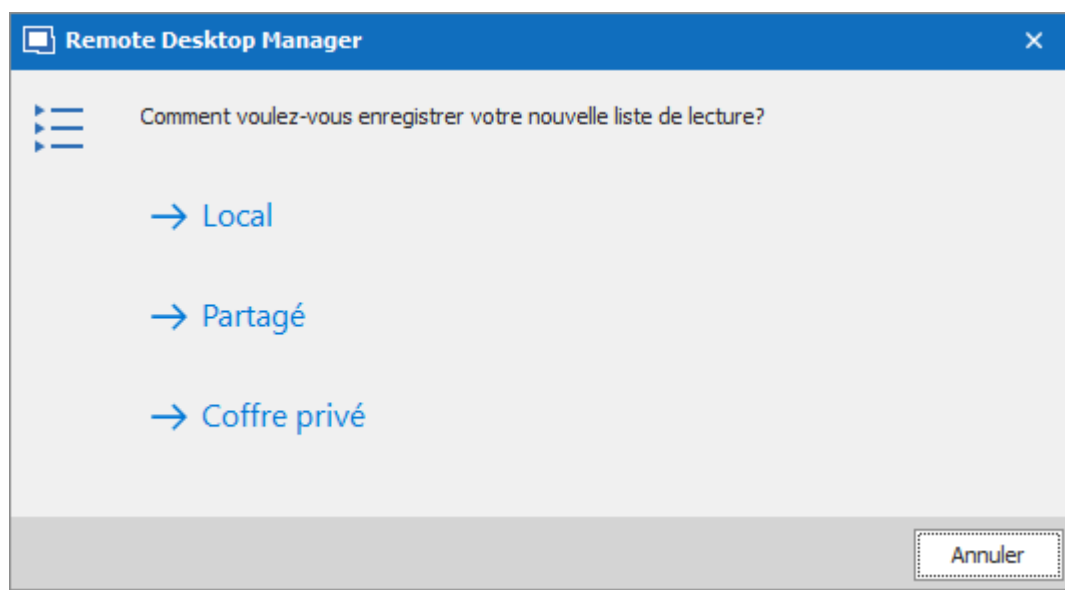 Remote Desktop Manager
Comment voulez-vous enregistrer votre nouvelle liste de lecture?
Local
Partagé
Coffre privé
Annuler